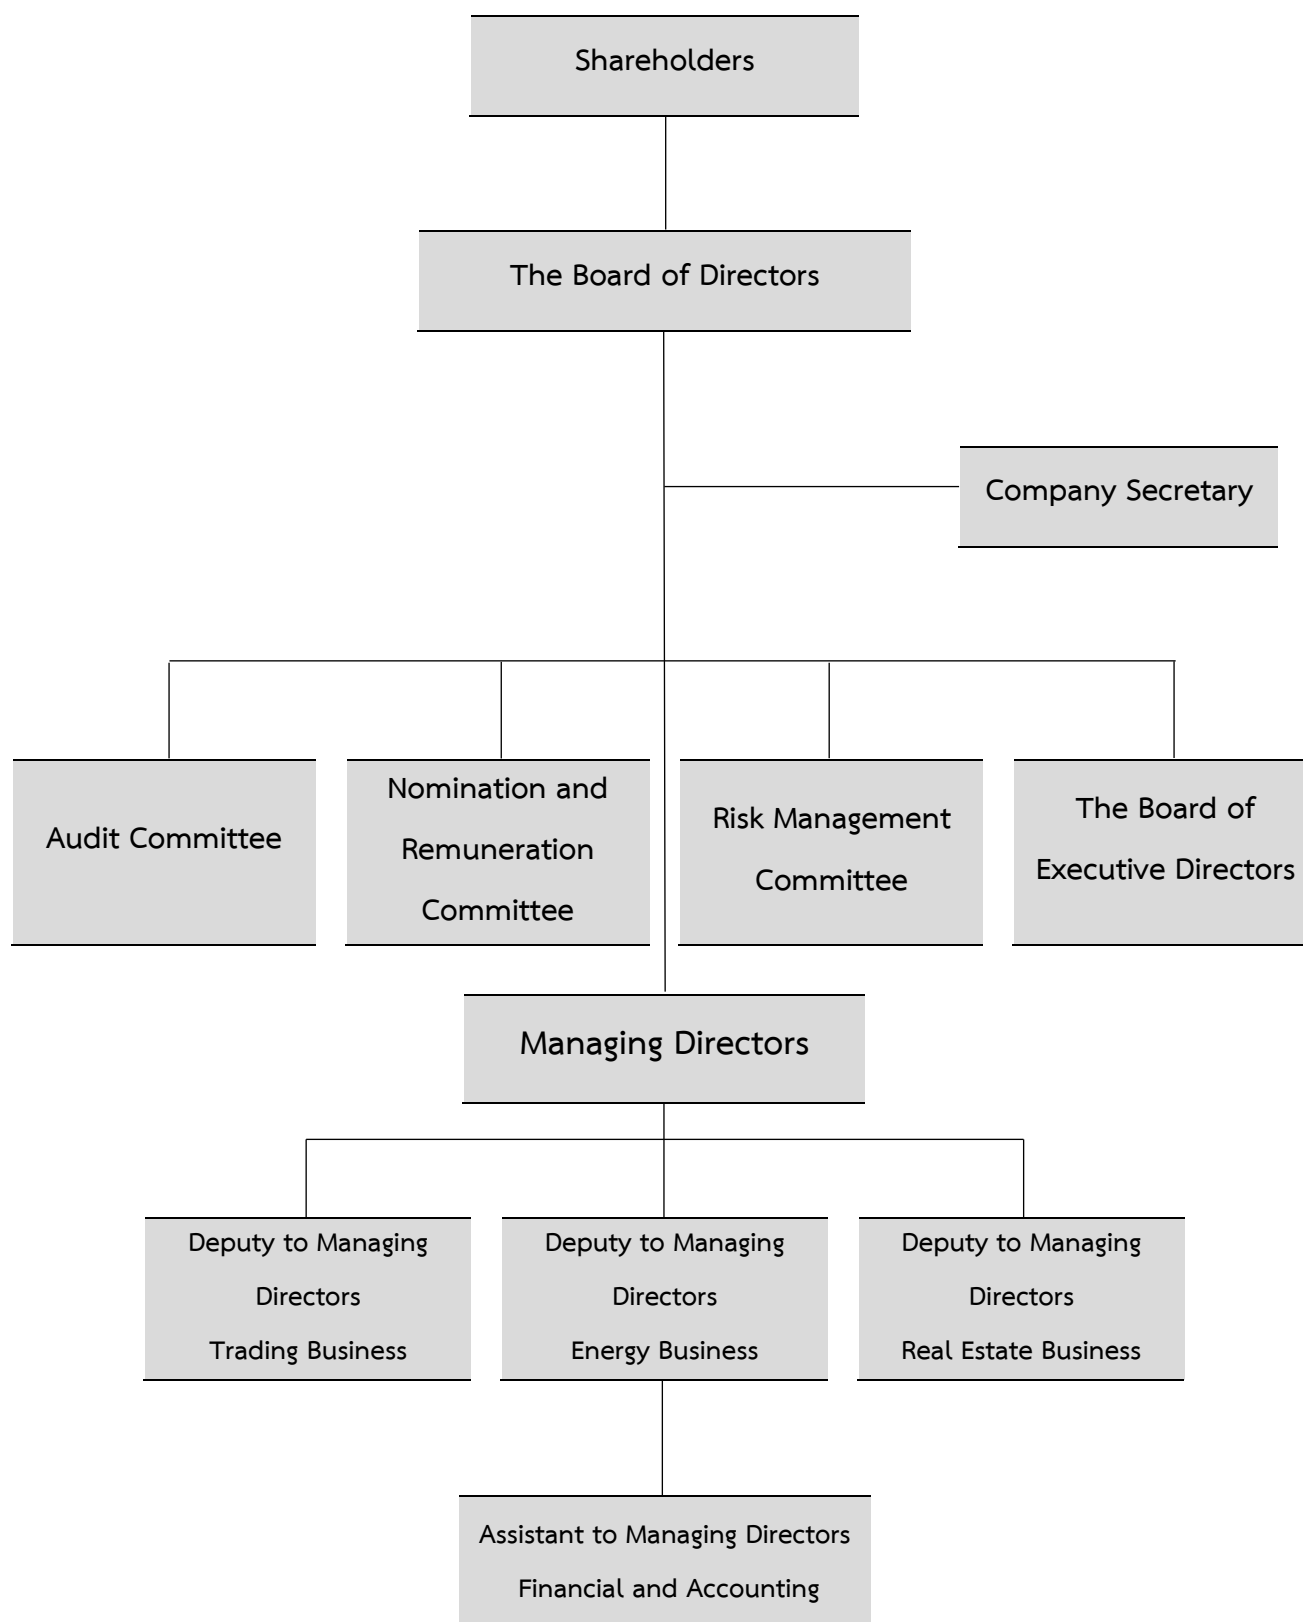 Shareholders
The Board of Directors
Company Secretary
Audit Committee
Nomination and
Remuneration
Committee
Risk Management
Committee
The Board of
Executive Directors
Managing Directors
Deputy to Managing
Directors
Trading Business
Deputy to Managing
Directors
Energy Business
Deputy to Managing
Directors
Real Estate Business
Assistant to Managing Directors
Financial and Accounting